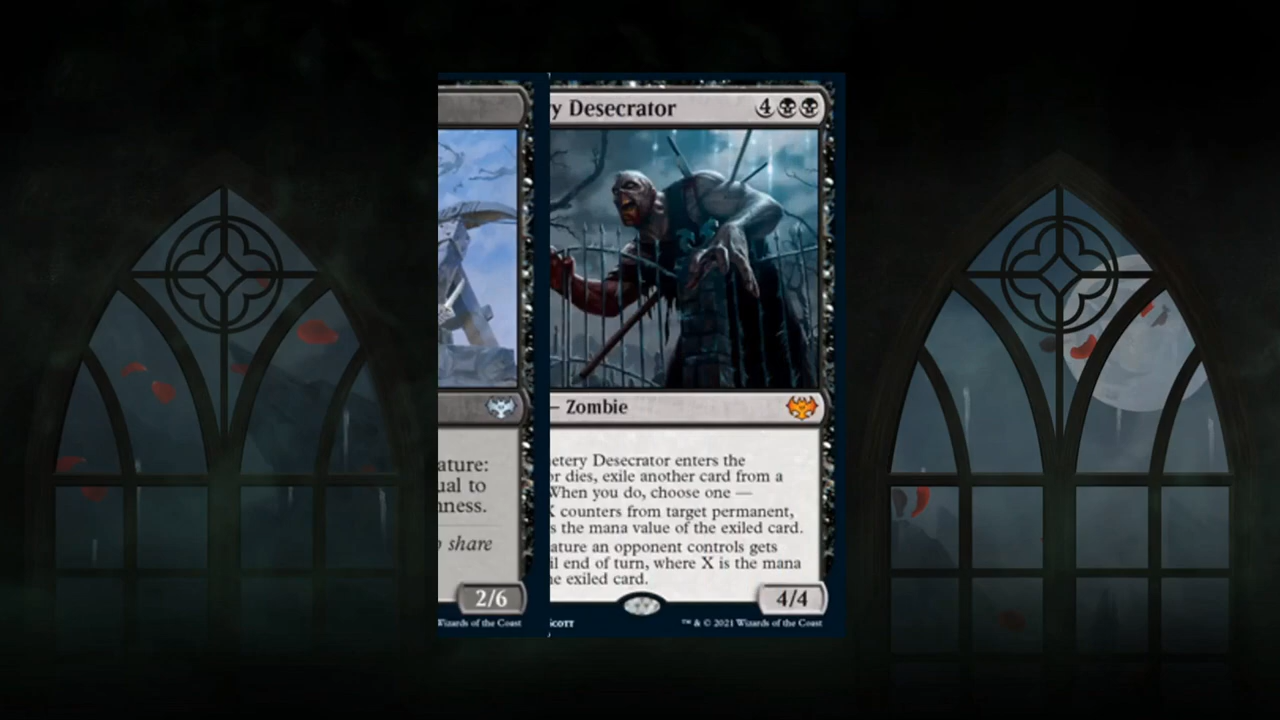 y Desecrator 4
– Zombie
etery Desecrator enters the
or dies, exile another card from a
When you do, choose one —
X counters from target permanent,
s the mana value of the exiled card.
ature an opponent controls gets
il end of turn, where X is the mana
e exiled card.
4/4
SCOTT ™ & © 2021 Wizards of the Coast
ature:
ual to
nness.
o share
2/6
Wizards of the Coast